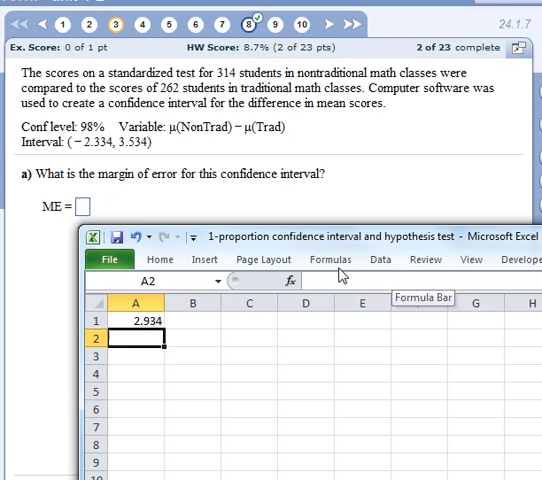 1 2 3 4 5 6 7 8 9 10 24.1.7
Ex. Score: 0 of 1 pt HW Score: 8.7% (2 of 23 pts) 2 of 23 complete
The scores on a standardized test for 314 students in nontraditional math classes were
compared to the scores of 262 students in traditional math classes. Computer software was
used to create a confidence interval for the difference in mean scores.
Conf level: 98% Variable: μ(NonTrad) − μ(Trad)
Interval: ( − 2.334, 3.534)
a) What is the margin of error for this confidence interval?
ME =
1-proportion confidence interval and hypothesis test - Microsoft Excel
File Home Insert Page Layout Formulas Data Review View Develope
A2 fx
Formula Bar
A B C D E G H
1 2.934
2
3
4
5
6
7
8
9
10